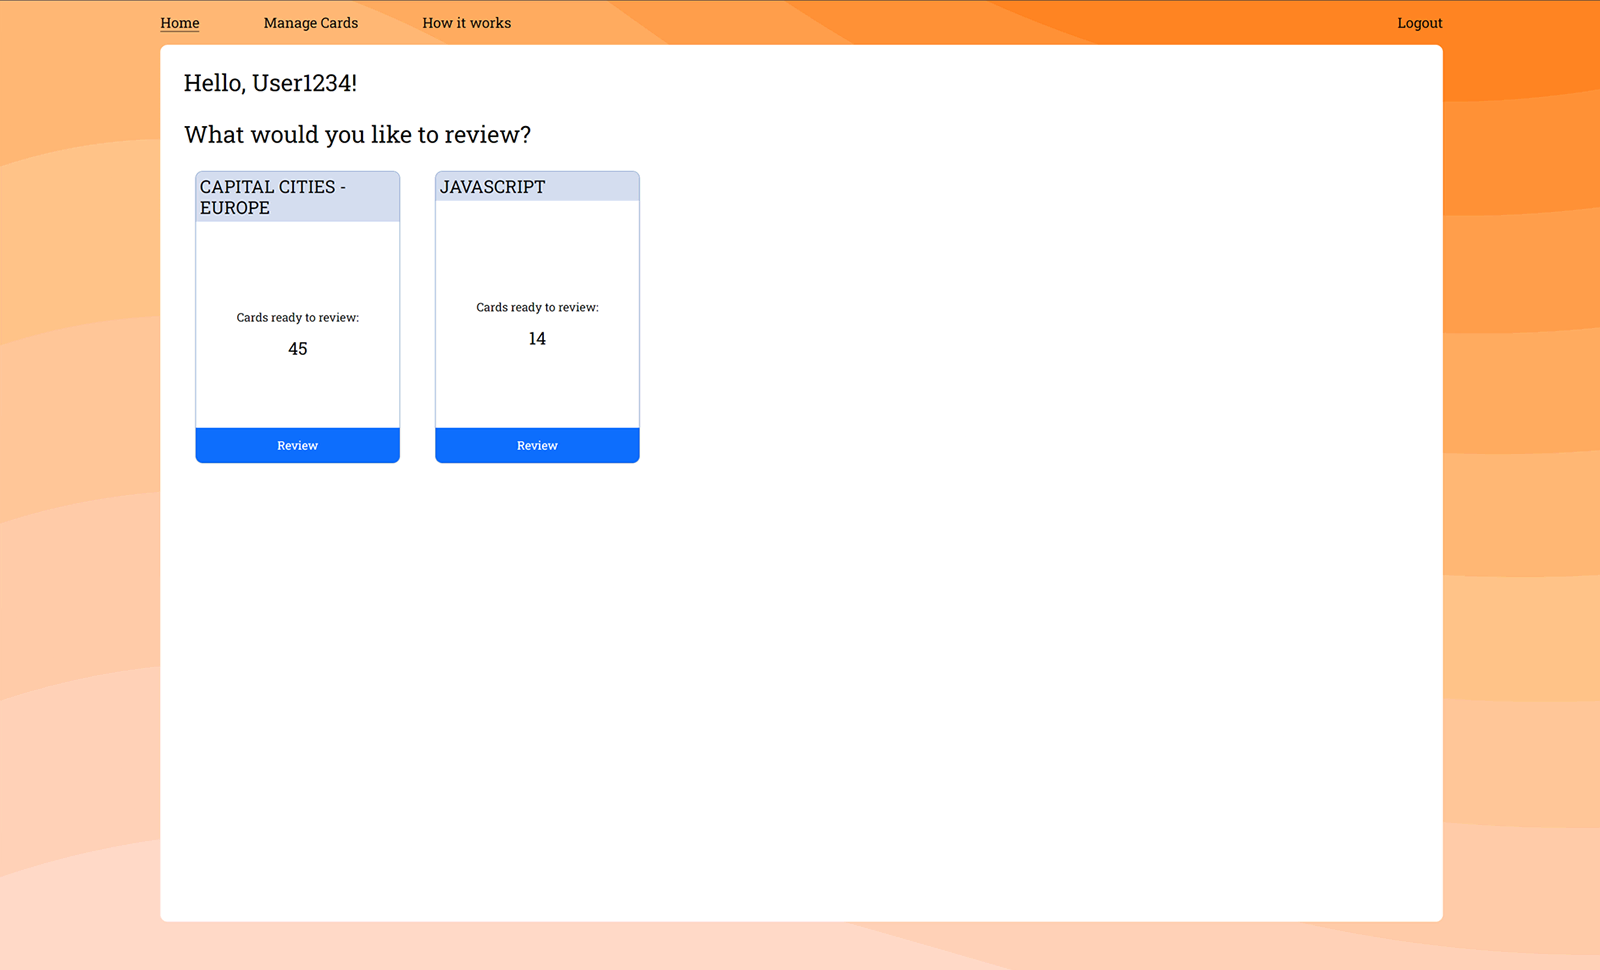 Home Manage Cards How it works Logout
Hello, User1234!
What would you like to review?
CAPITAL CITIES -
EUROPE
Cards ready to review:
45
Review
JAVASCRIPT
Cards ready to review:
14
Review